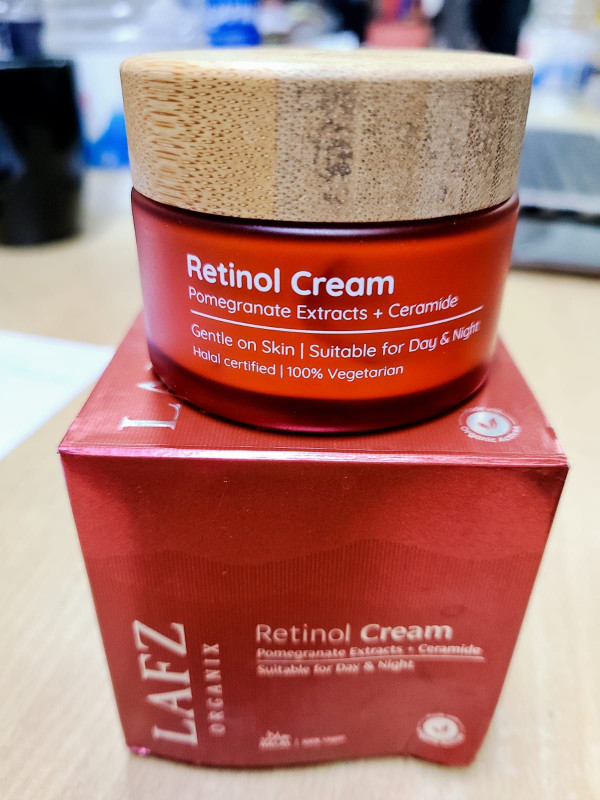 Retinol Cream
Pomegranate Extracts + Ceramide
Gentle on Skin | Suitable for Day & Night
Halal certified | 100% Vegetarian
LA
LAFZ
ORGANIX
Retinol Cream
Pomegranate Extracts + Ceramide
Suitable for Day & Night